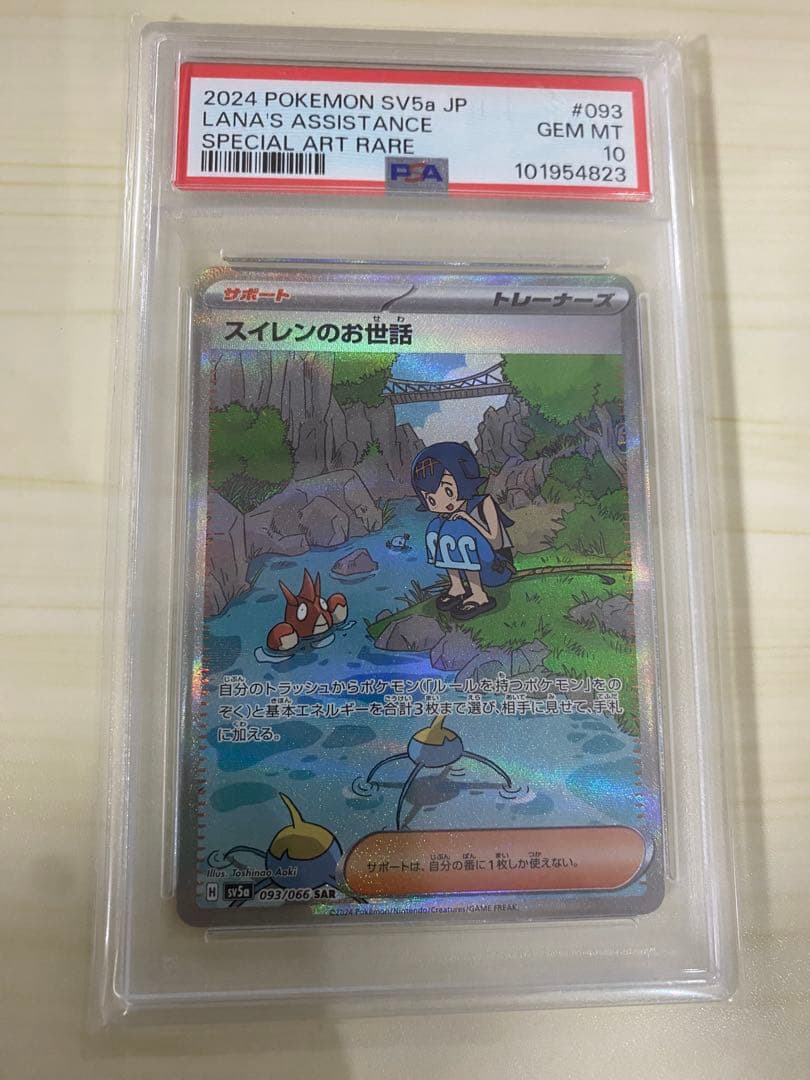 2024 POKEMON SV5a JP #093
LANA'S ASSISTANCE GEM MT
SPECIAL ART RARE 10
PSA 101954823
サポート トレーナーズ
スイレンのお世話
自分のトラッシュからポケモン(「ルールを持つポケモン」をの
ぞく)と基本エネルギーを合計3枚まで選び、相手に見せて、手札
に加える。
サポートは、自分の番に1枚しか使えない。
Illus. Toshinao Aoki
H sv5a 093/066 SAR
©2024 Pokémon/Nintendo/Creatures/GAME FREAK